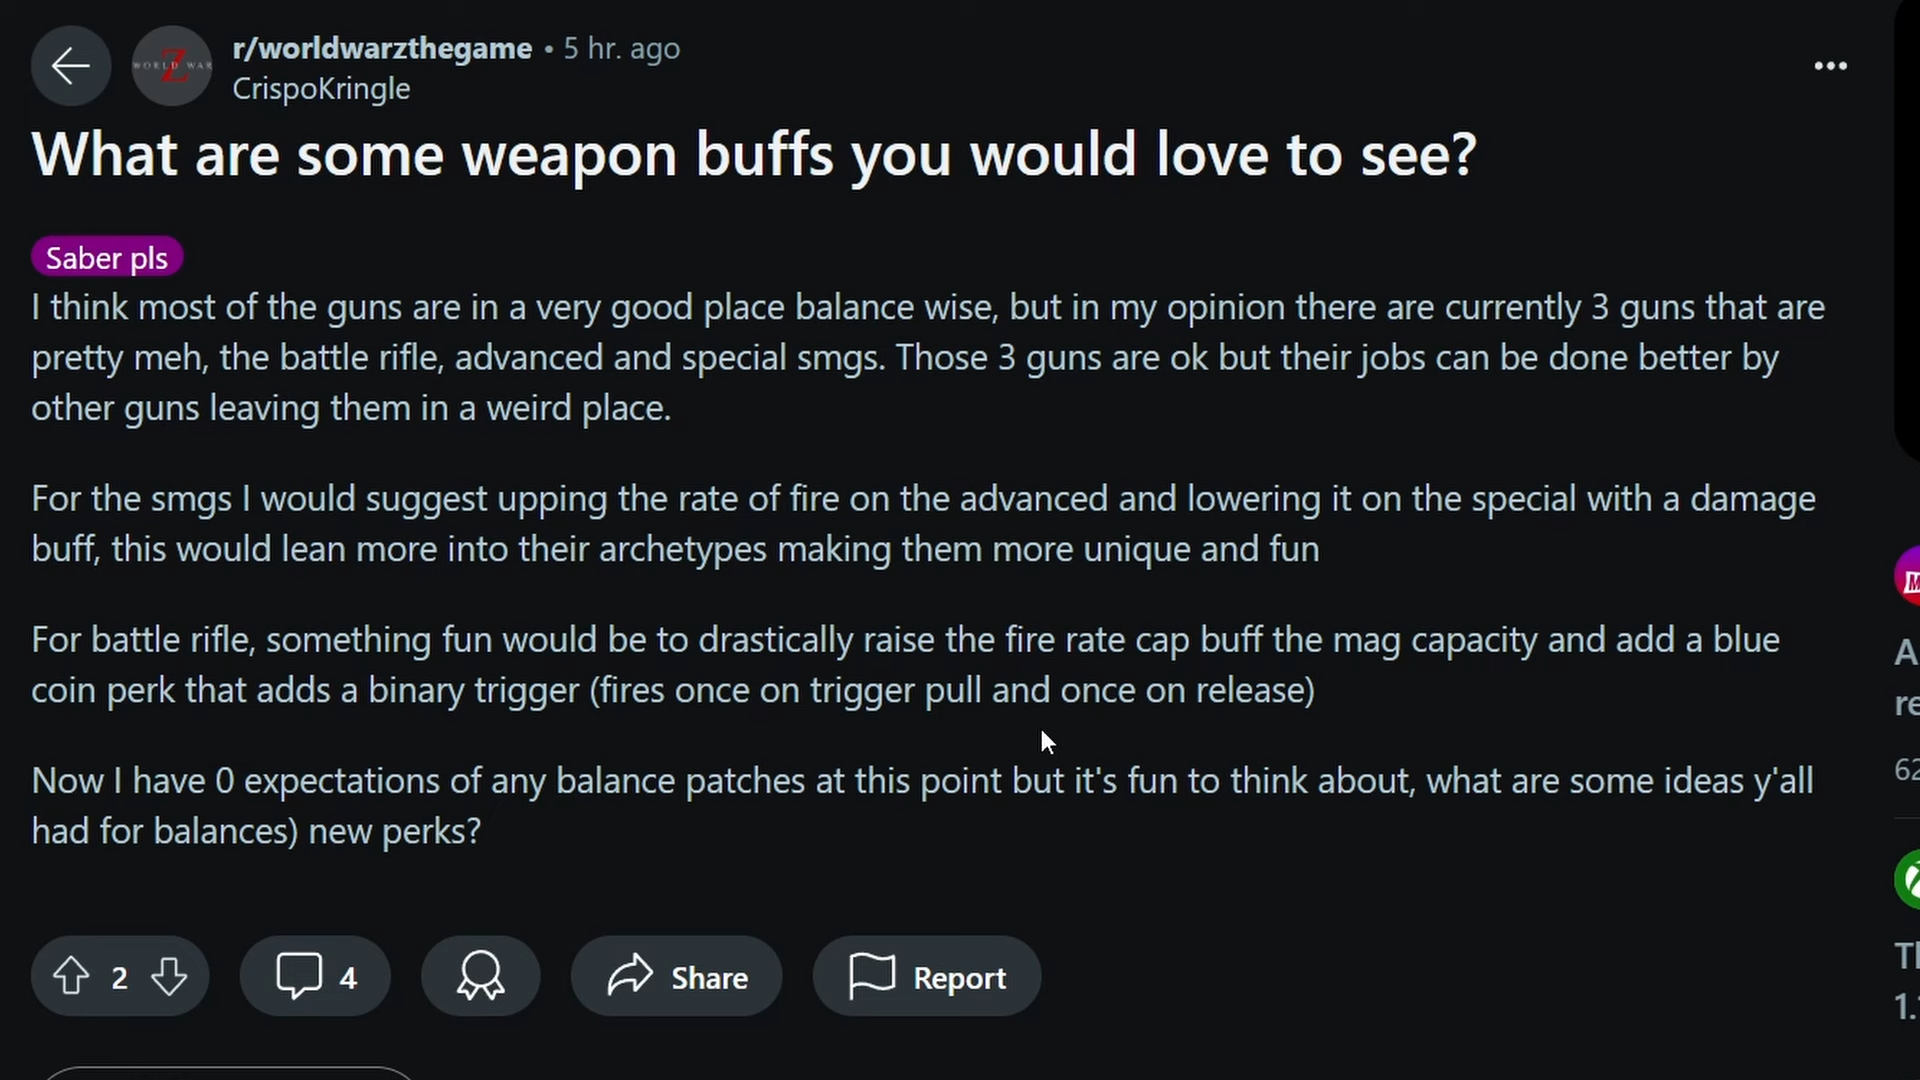 r/worldwarzthegame • 5 hr. ago
WORLD WAR Z
CrispoKringle
What are some weapon buffs you would love to see?
Saber pls
I think most of the guns are in a very good place balance wise, but in my opinion there are currently 3 guns that are
pretty meh, the battle rifle, advanced and special smgs. Those 3 guns are ok but their jobs can be done better by
other guns leaving them in a weird place.
For the smgs I would suggest upping the rate of fire on the advanced and lowering it on the special with a damage
buff, this would lean more into their archetypes making them more unique and fun
For battle rifle, something fun would be to drastically raise the fire rate cap buff the mag capacity and add a blue
coin perk that adds a binary trigger (fires once on trigger pull and once on release)
Now I have 0 expectations of any balance patches at this point but it's fun to think about, what are some ideas y'all
had for balances) new perks?
2
4
Share
Report
A
re
62
1.